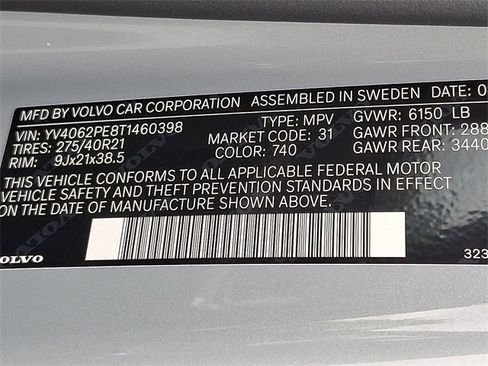 MFD BY VOLVO CAR CORPORATION ASSEMBLED IN SWEDEN DATE: 0
VIN: YV4062PE8T1460398 TYPE: MPV GVWR: 6150 LB
TIRES: 275/40R21 MARKET CODE: 31 GAWR FRONT: 288
RIM: 9Jx21x38.5 COLOR: 740 GAWR REAR: 3440
THIS VEHICLE CONFORMS TO ALL APPLICABLE FEDERAL MOTOR
VEHICLE SAFETY AND THEFT PREVENTION STANDARDS IN EFFECT
ON THE DATE OF MANUFACTURE SHOWN ABOVE.
VOLVO 323